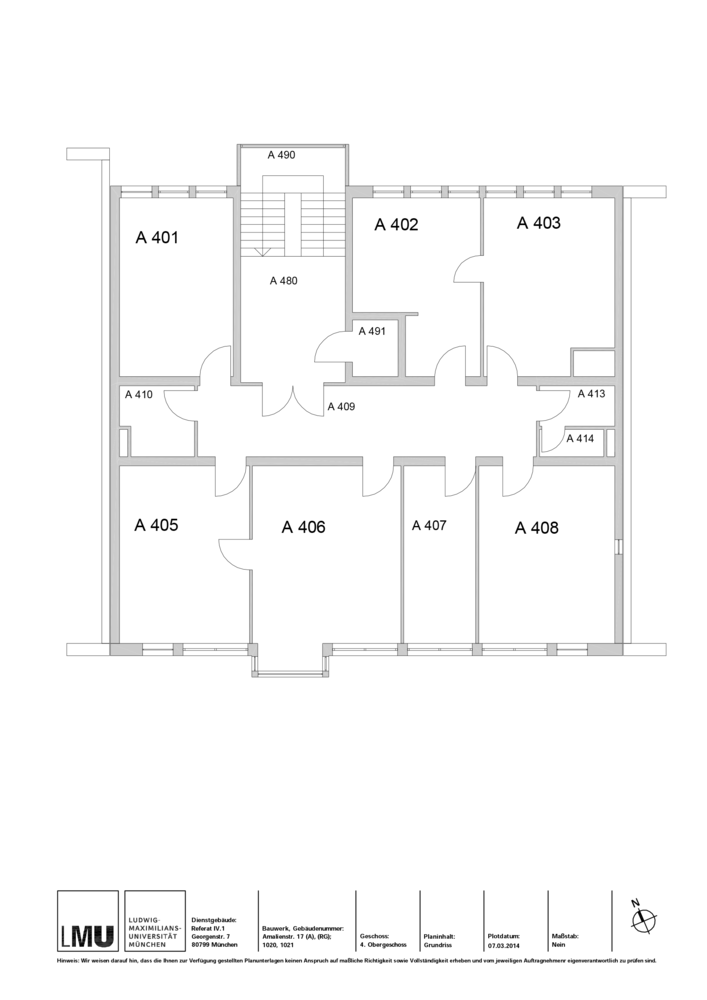 A 490
A 401
A 402
A 403
A 480
A 491
A 410
A 409
A 413
A 414
A 405
A 406
A 407
A 408
N
LMU
LUDWIG-
MAXIMILIANS-
UNIVERSITÄT
MÜNCHEN
Dienstgebäude:
Referat IV.1
Georgenstr. 7
80799 München
Bauwerk, Gebäudenummer:
Amalienstr. 17 (A), (RG);
1020, 1021
Geschoss:
4. Obergeschoss
Planinhalt:
Grundriss
Plotdatum:
07.03.2014
Maßstab:
Nein
Hinweis: Wir weisen darauf hin, dass die Ihnen zur Verfügung gestellten Planunterlagen keinen Anspruch auf maßliche Richtigkeit sowie Vollständigkeit erheben und vom jeweiligen Auftragnehmerr eigenverantwortlich zu prüfen sind.